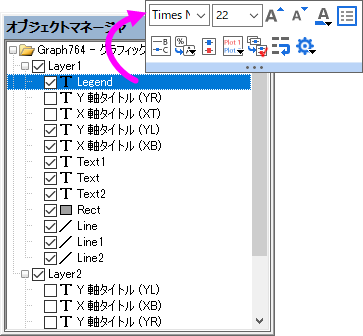 オブジェクトマネージャ
Times N
22
A
A
A
B
C
A
Plot 1
Plot
Graph764 - グラフィック
Layer1
T Legend
T Y 軸タイトル (YR)
T X 軸タイトル (XT)
T Y 軸タイトル (YL)
T X 軸タイトル (XB)
T Text1
T Text
T Text2
Rect
Line
Line1
Line2
Layer2
T Y 軸タイトル (YL)
T X 軸タイトル (XB)
T Y 軸タイトル (YR)